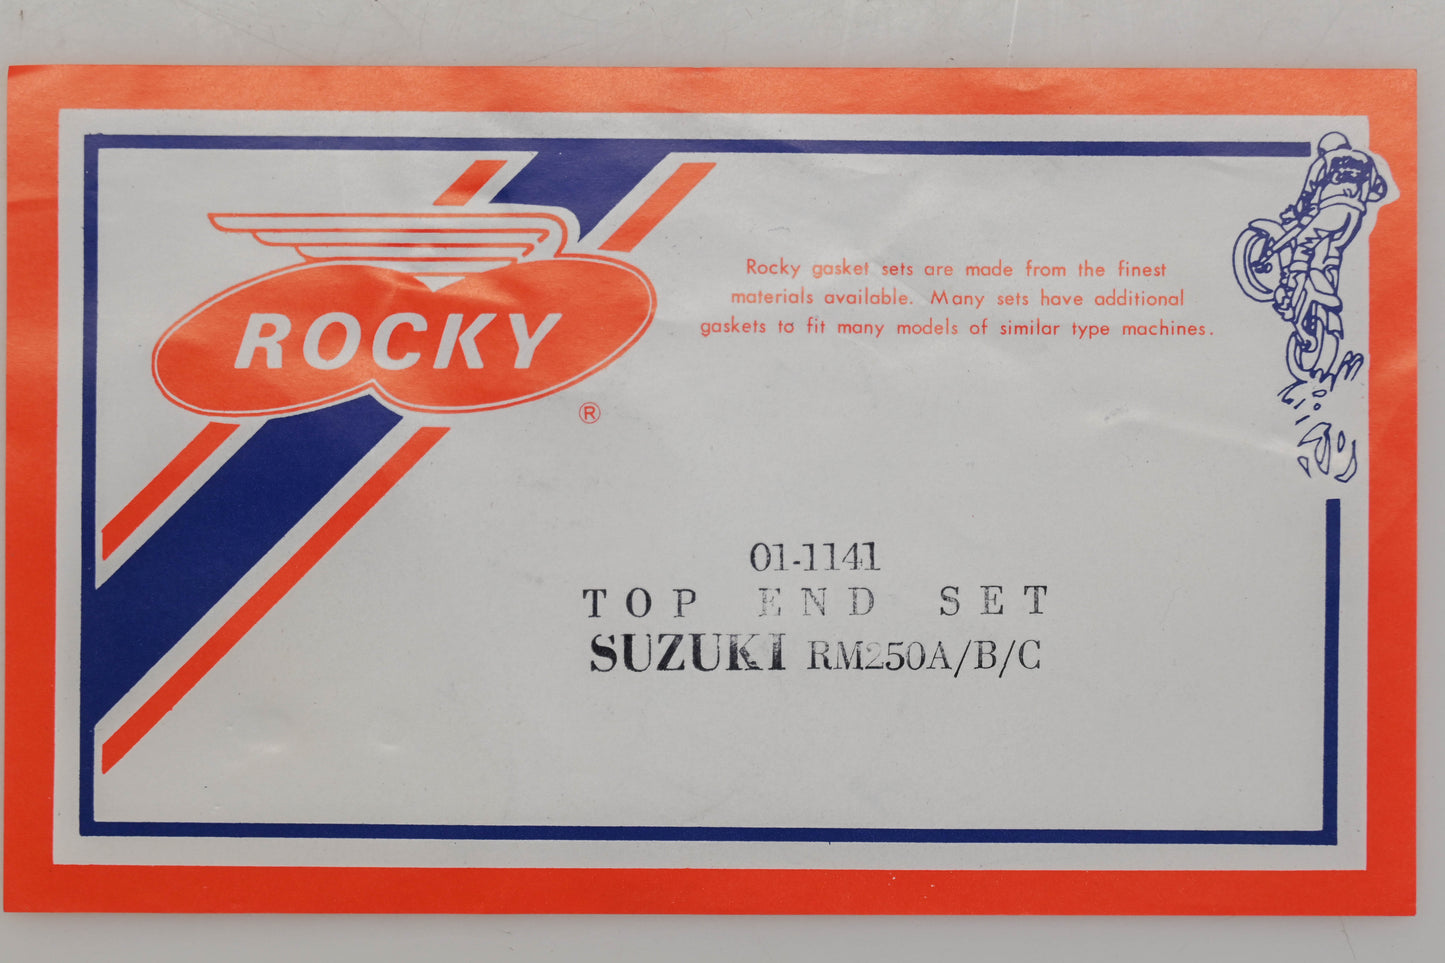 ROCKY
®
Rocky gasket sets are made from the finest
materials available. Many sets have additional
gaskets to fit many models of similar type machines.
01-1141
TOP END SET
SUZUKI RM250A/B/C